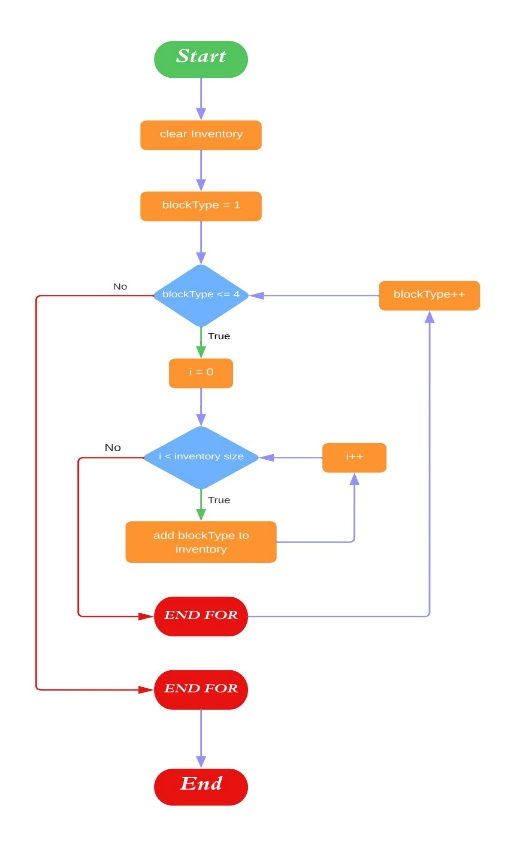 Start
clear Inventory
blockType = 1
No
blockType <= 4
blockType++
True
i = 0
No
i < inventory size
i++
True
add blockType to
inventory
END FOR
END FOR
End